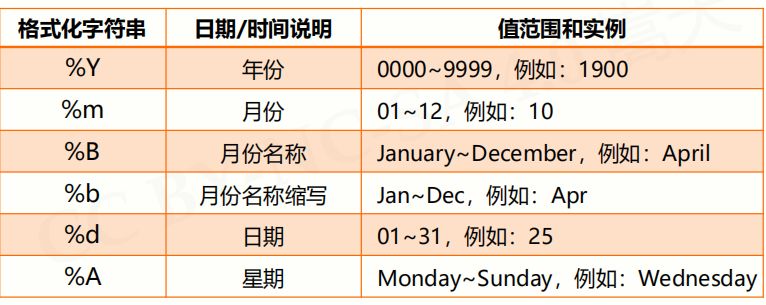 格式化字符串 日期/时间说明 值范围和实例
%Y 年份 0000~9999，例如：1900
%m 月份 01~12，例如：10
%B 月份名称 January~December，例如：April
%b 月份名称缩写 Jan~Dec，例如：Apr
%d 日期 01~31，例如：25
%A 星期 Monday~Sunday，例如：Wednesday